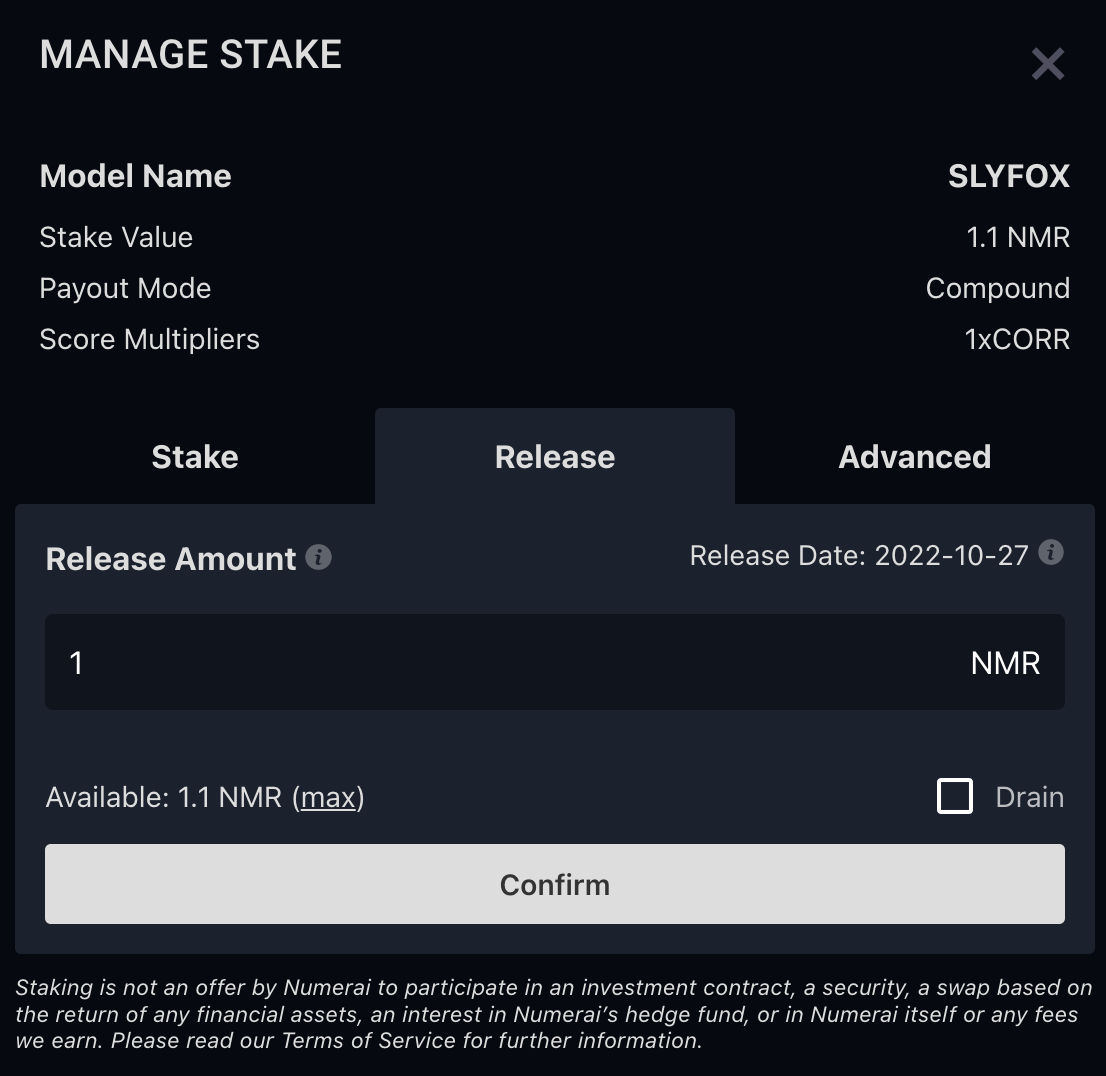 MANAGE STAKE
Model Name SLYFOX
Stake Value 1.1 NMR
Payout Mode Compound
Score Multipliers 1xCORR
Stake Release Advanced
Release Amount i Release Date: 2022-10-27 i
1 NMR
Available: 1.1 NMR (max) Drain
Confirm
Staking is not an offer by Numerai to participate in an investment contract, a security, a swap based on
the return of any financial assets, an interest in Numerai’s hedge fund, or in Numerai itself or any fees
we earn. Please read our Terms of Service for further information.